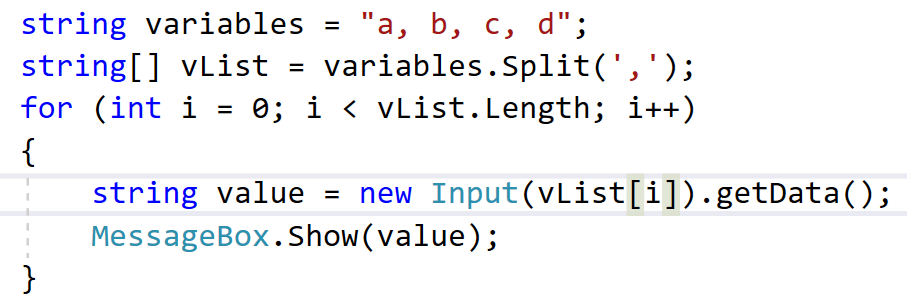 string variables = "a, b, c, d";
string[] vList = variables.Split(',');
for (int i = 0; i < vList.Length; i++)
{
    string value = new Input(vList[i]).getData();
    MessageBox.Show(value);
}